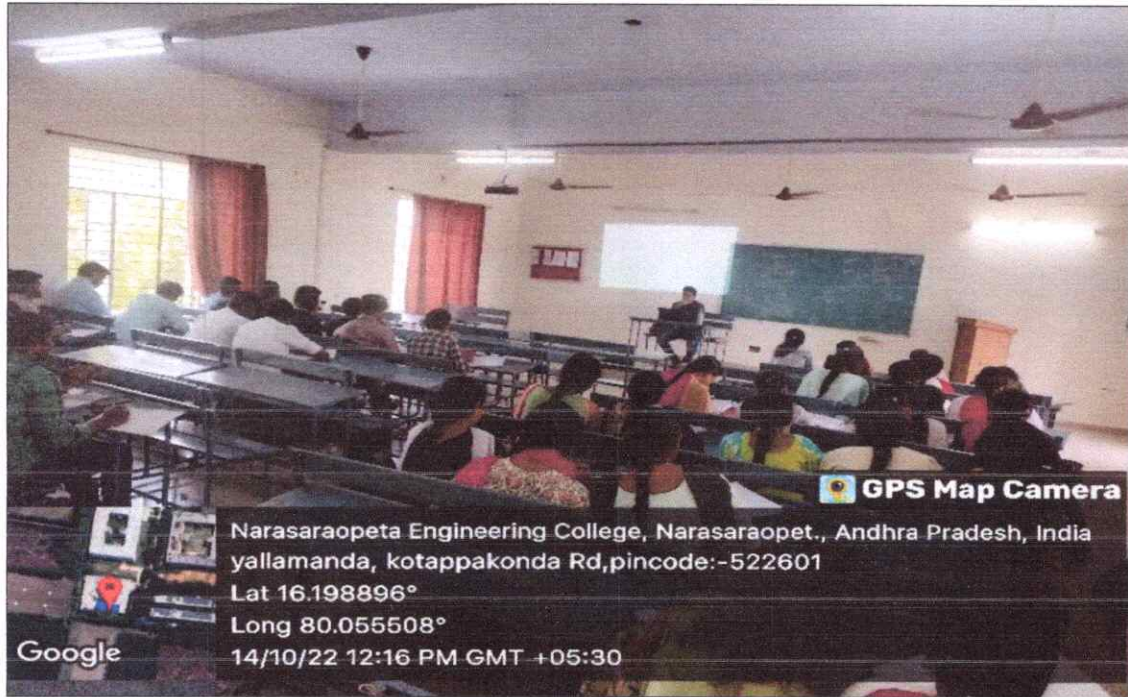 GPS Map Camera
Narasaraopeta Engineering College, Narasaraopet., Andhra Pradesh, India
yallamanda, kotappakonda Rd,pincode:-522601
Lat 16.198896°
Long 80.055508°
14/10/22 12:16 PM GMT +05:30
Google